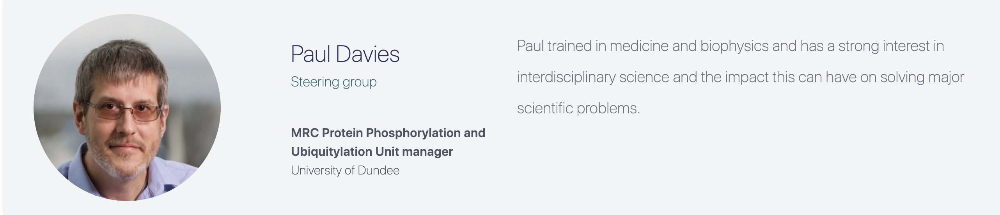 Paul Davies
Steering group
MRC Protein Phosphorylation and
Ubiquitylation Unit manager
University of Dundee
Paul trained in medicine and biophysics and has a strong interest in
interdisciplinary science and the impact this can have on solving major
scientific problems.